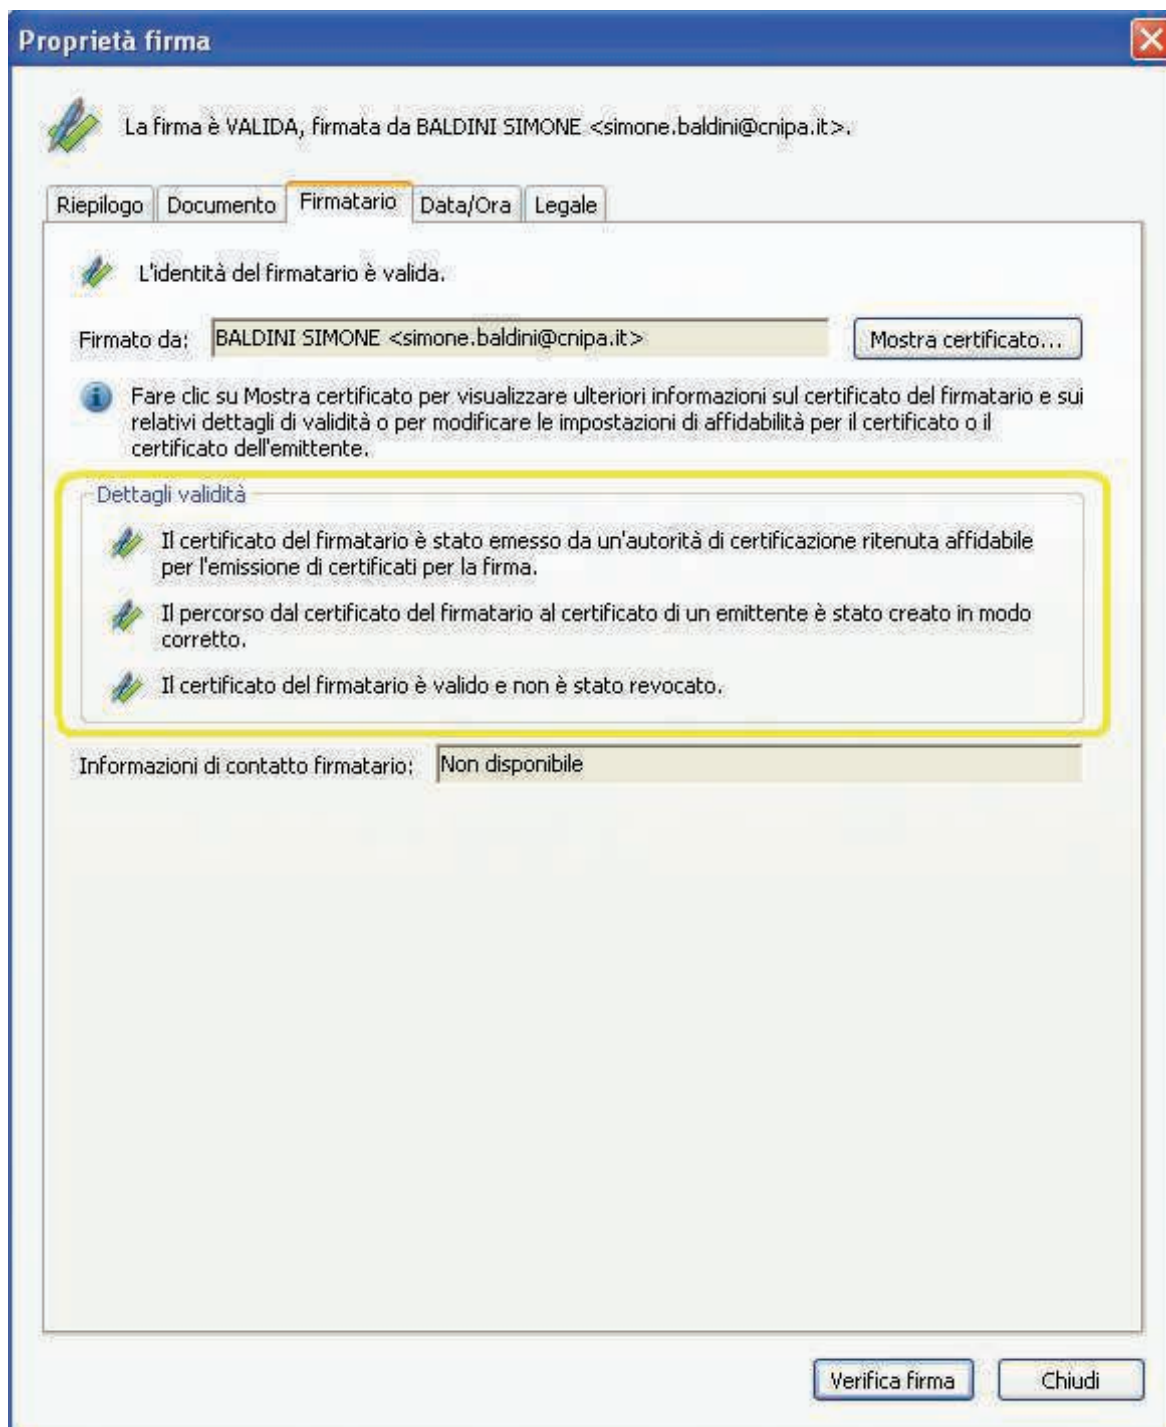 Proprietà firma
La firma è VALIDA, firmata da BALDINI SIMONE <simone.baldini@cnipa.it>.
Riepilogo Documento Firmatario Data/Ora Legale
L'identità del firmatario è valida.
Firmato da: BALDINI SIMONE <simone.baldini@cnipa.it> Mostra certificato...
Fare clic su Mostra certificato per visualizzare ulteriori informazioni sul certificato del firmatario e sui
relativi dettagli di validità o per modificare le impostazioni di affidabilità per il certificato o il
certificato dell'emittente.
Dettagli validità
Il certificato del firmatario è stato emesso da un'autorità di certificazione ritenuta affidabile
per l'emissione di certificati per la firma.
Il percorso dal certificato del firmatario al certificato di un emittente è stato creato in modo
corretto.
Il certificato del firmatario è valido e non è stato revocato.
Informazioni di contatto firmatario: Non disponibile
Verifica firma Chiudi